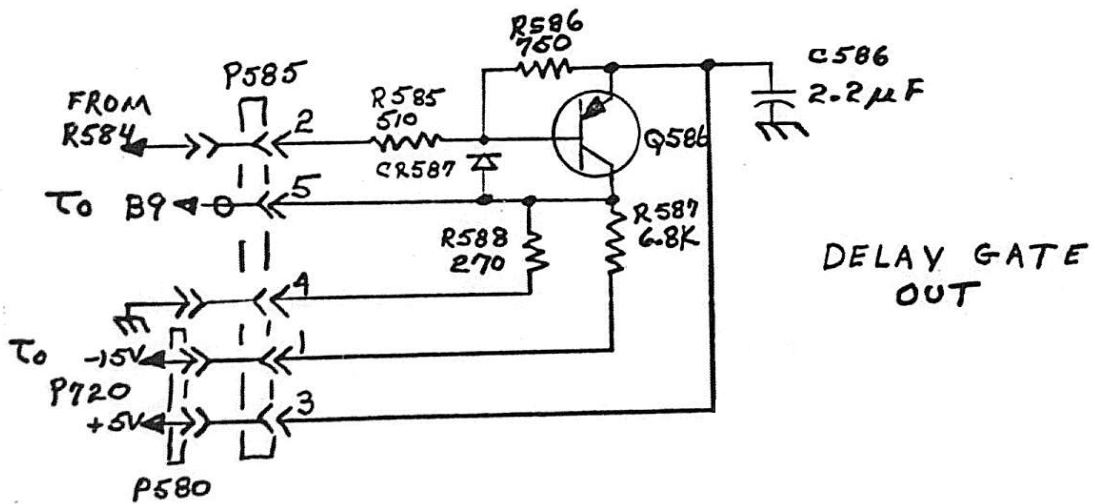 R586
750
C586
2.2µF
P585
FROM
R584
2
R585
510
Q586
CR587
TO B9
5
R587
6.8K
R588
270
DELAY GATE
OUT
4
TO -15V
1
P720
+5V
3
P580